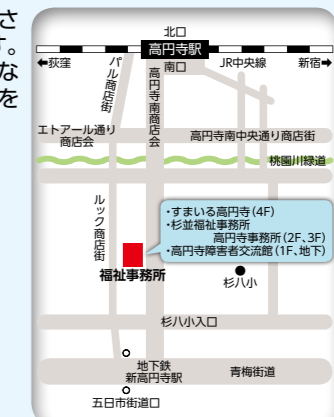 さ
す。
な
を
北口
高円寺駅
←荻窪
南口
JR中央線
新宿➡
パル商店街
高円寺南商店会
エトアール通り
商店会
高円寺南中央通り商店街
桃園川緑道
ルック商店街
・すまいる高円寺(4F)
・杉並福祉事務所
高円寺事務所(2F、3F)
・高円寺障害者交流館(1F、地下)
福祉事務所
杉八小
杉八小入口
地下鉄
新高円寺駅
青梅街道
五日市街道口